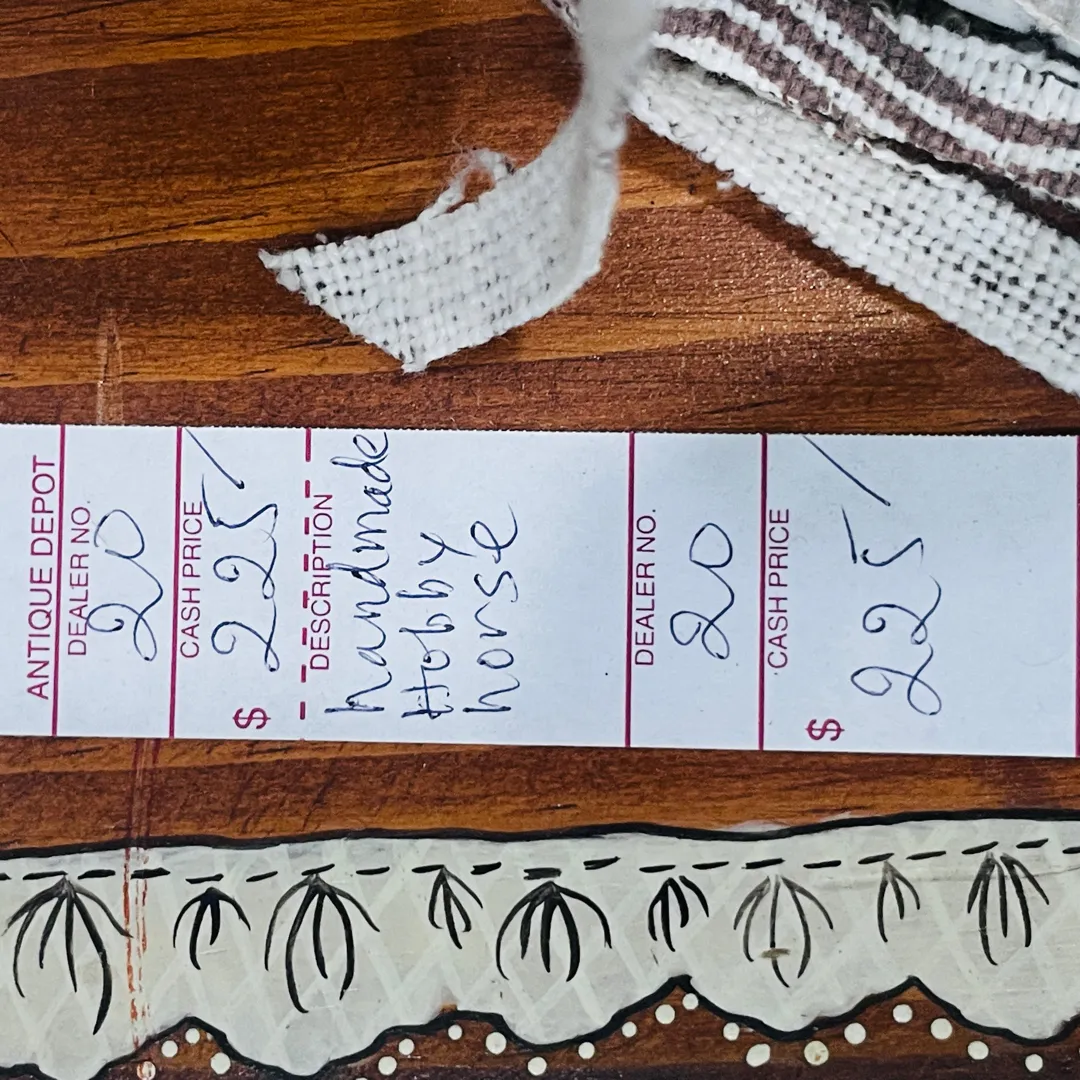 ANTIQUE DEPOT
DEALER NO.
20
CASH PRICE
$ 225/
DESCRIPTION
handmade
Hobby
horse
DEALER NO.
20
CASH PRICE
$ 225/